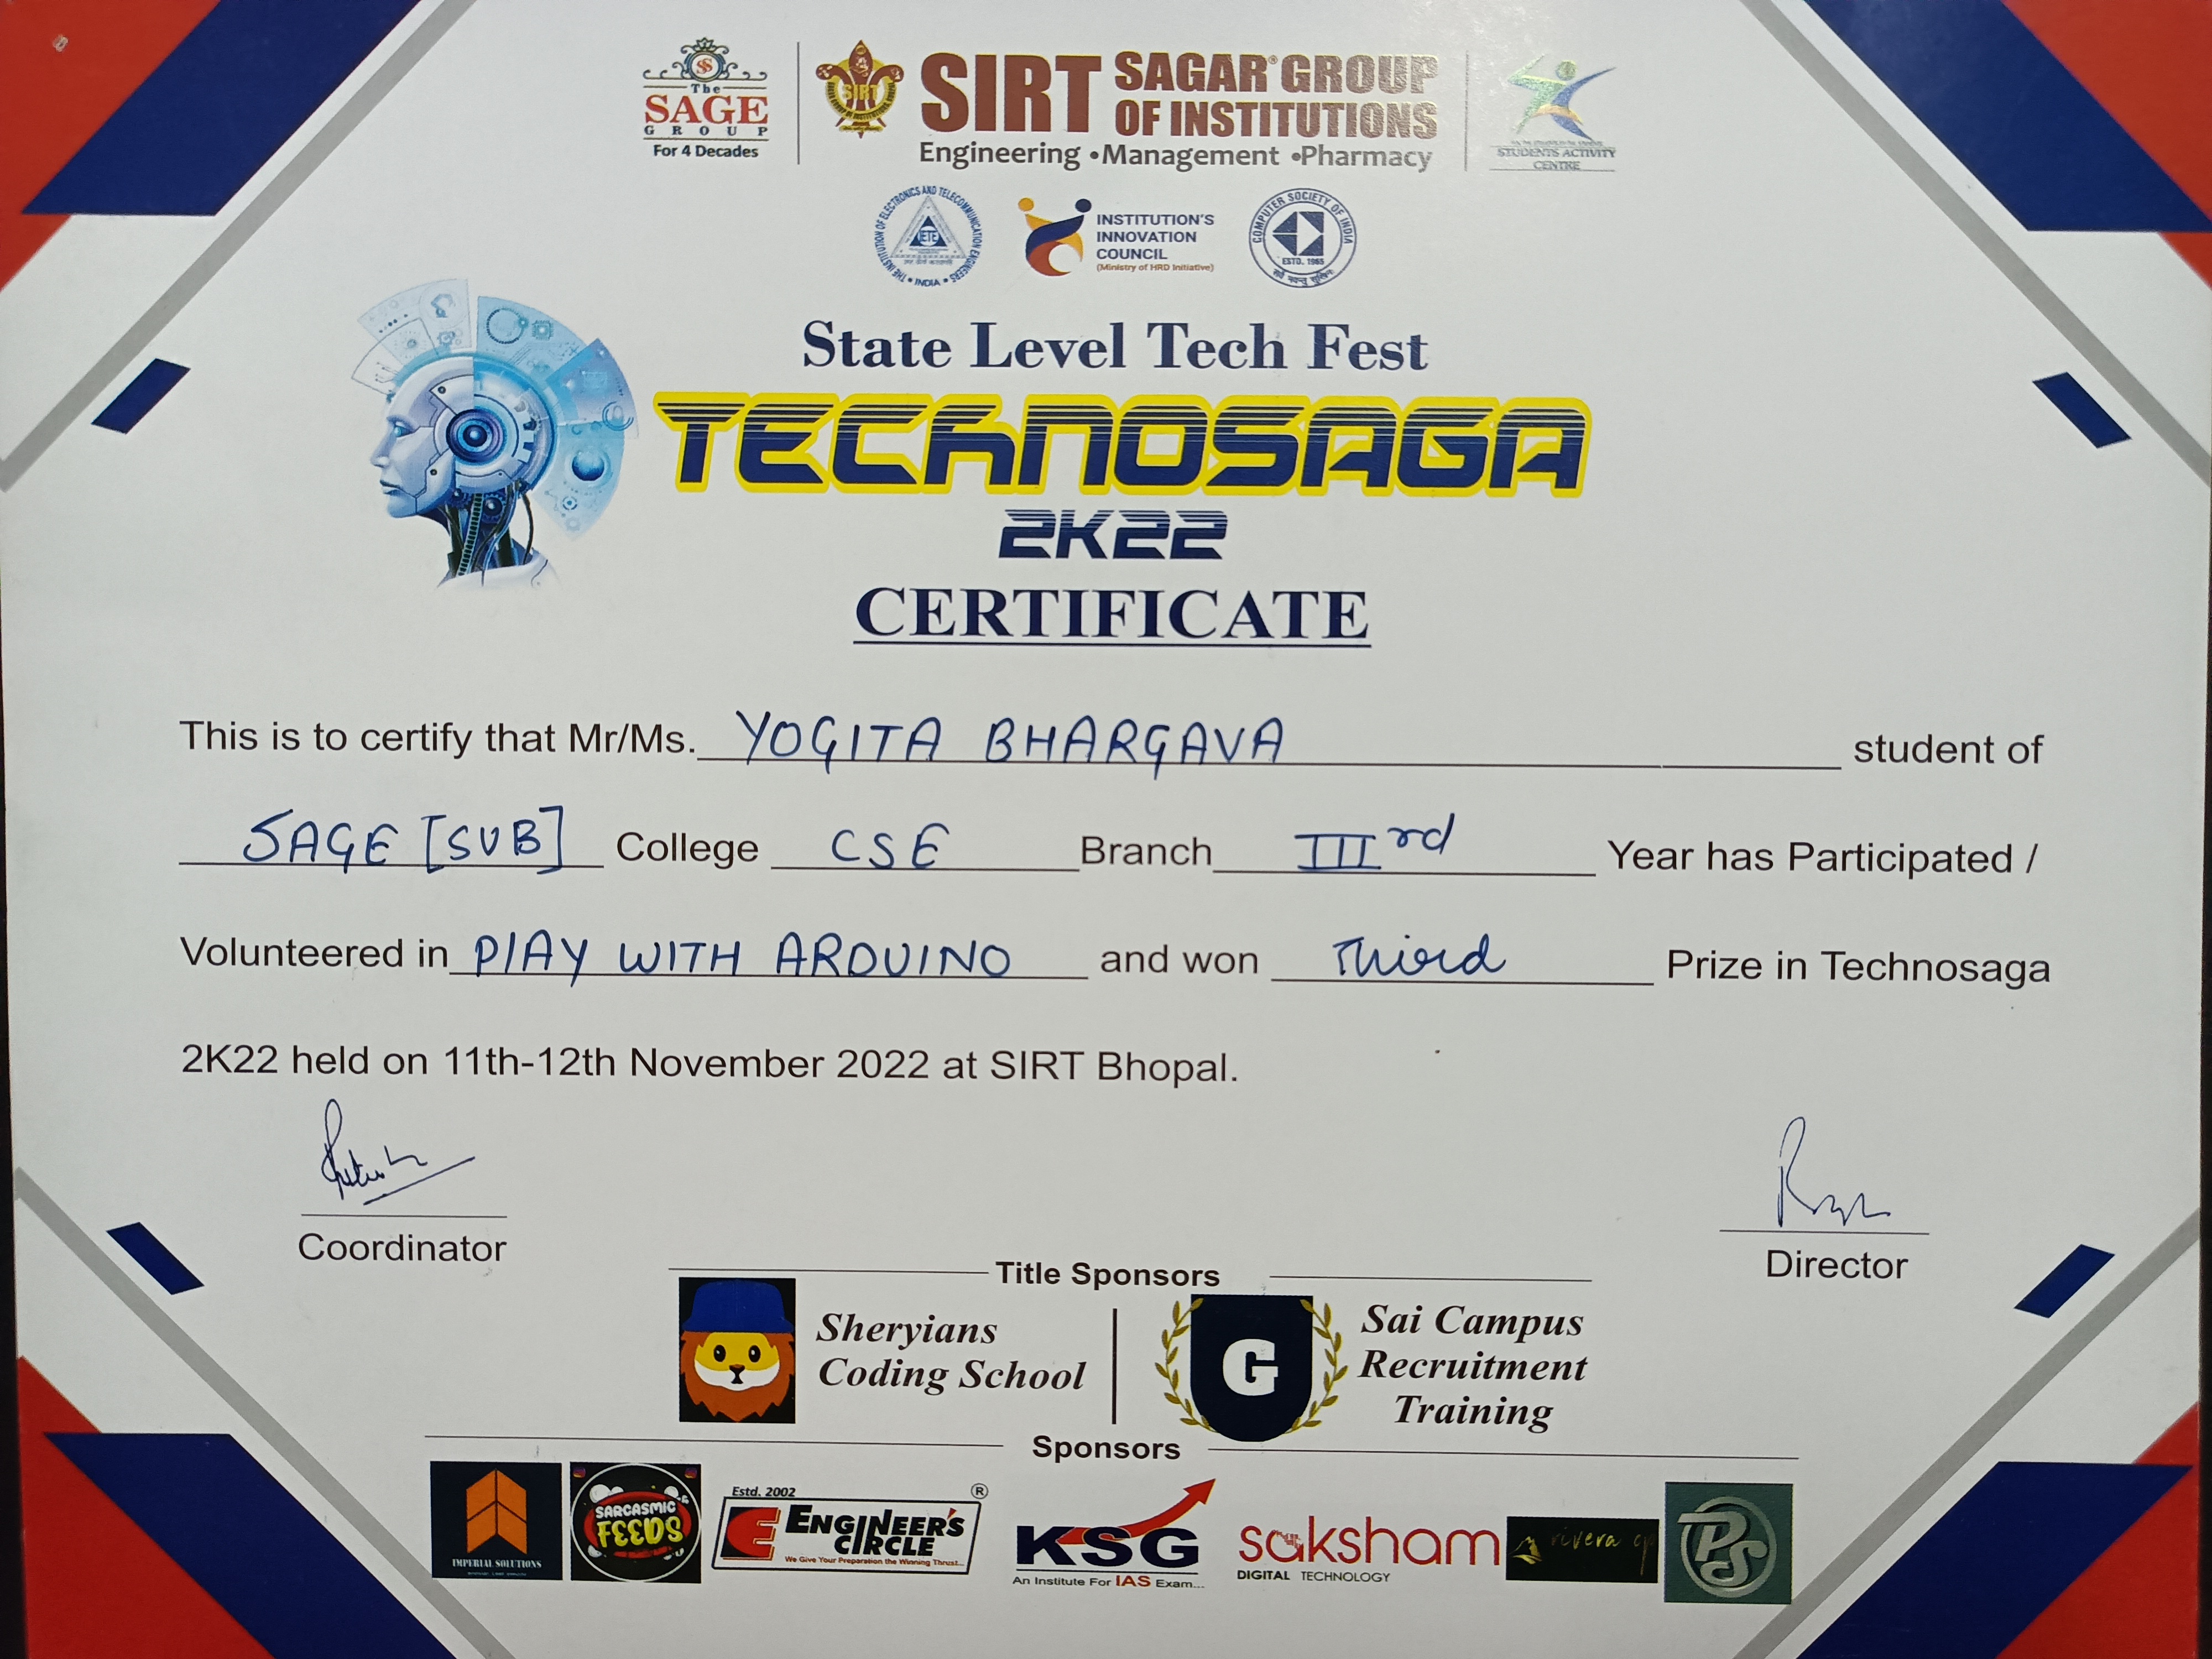 The
SAGE
GROUP
For 4 Decades
SIRT
SIRT SAGAR GROUP
OF INSTITUTIONS
Engineering •Management •Pharmacy
STUDENTS ACTIVITY
CENTRE
THE INSTITUTION OF ELECTRONICS AND TELECOMMUNICATION ENGINEERS • INDIA •
IETE
INSTITUTION'S
INNOVATION
COUNCIL
(Ministry of HRD Initiative)
COMPUTER SOCIETY OF INDIA
ESTD. 1965
State Level Tech Fest
TECHNOSAGA
2K22
CERTIFICATE
This is to certify that Mr/Ms. YOGITA BHARGAVA student of
SAGE [SUB] College CSE Branch IIIrd Year has Participated /
Volunteered in PLAY WITH ARDUINO and won Third Prize in Technosaga
2K22 held on 11th-12th November 2022 at SIRT Bhopal.
Coordinator
Director
Title Sponsors
Sheryians
Coding School
G
Sai Campus
Recruitment
Training
Sponsors
IMPERIAL SOLUTIONS
SARCASMIC
FEEDS
Estd. 2002
®
ENGINEER'S
CIRCLE
We Give Your Preparation the Winning Thrust...
KSG
An Institute For IAS Exam...
saksham
DIGITAL TECHNOLOGY
rivera
PS